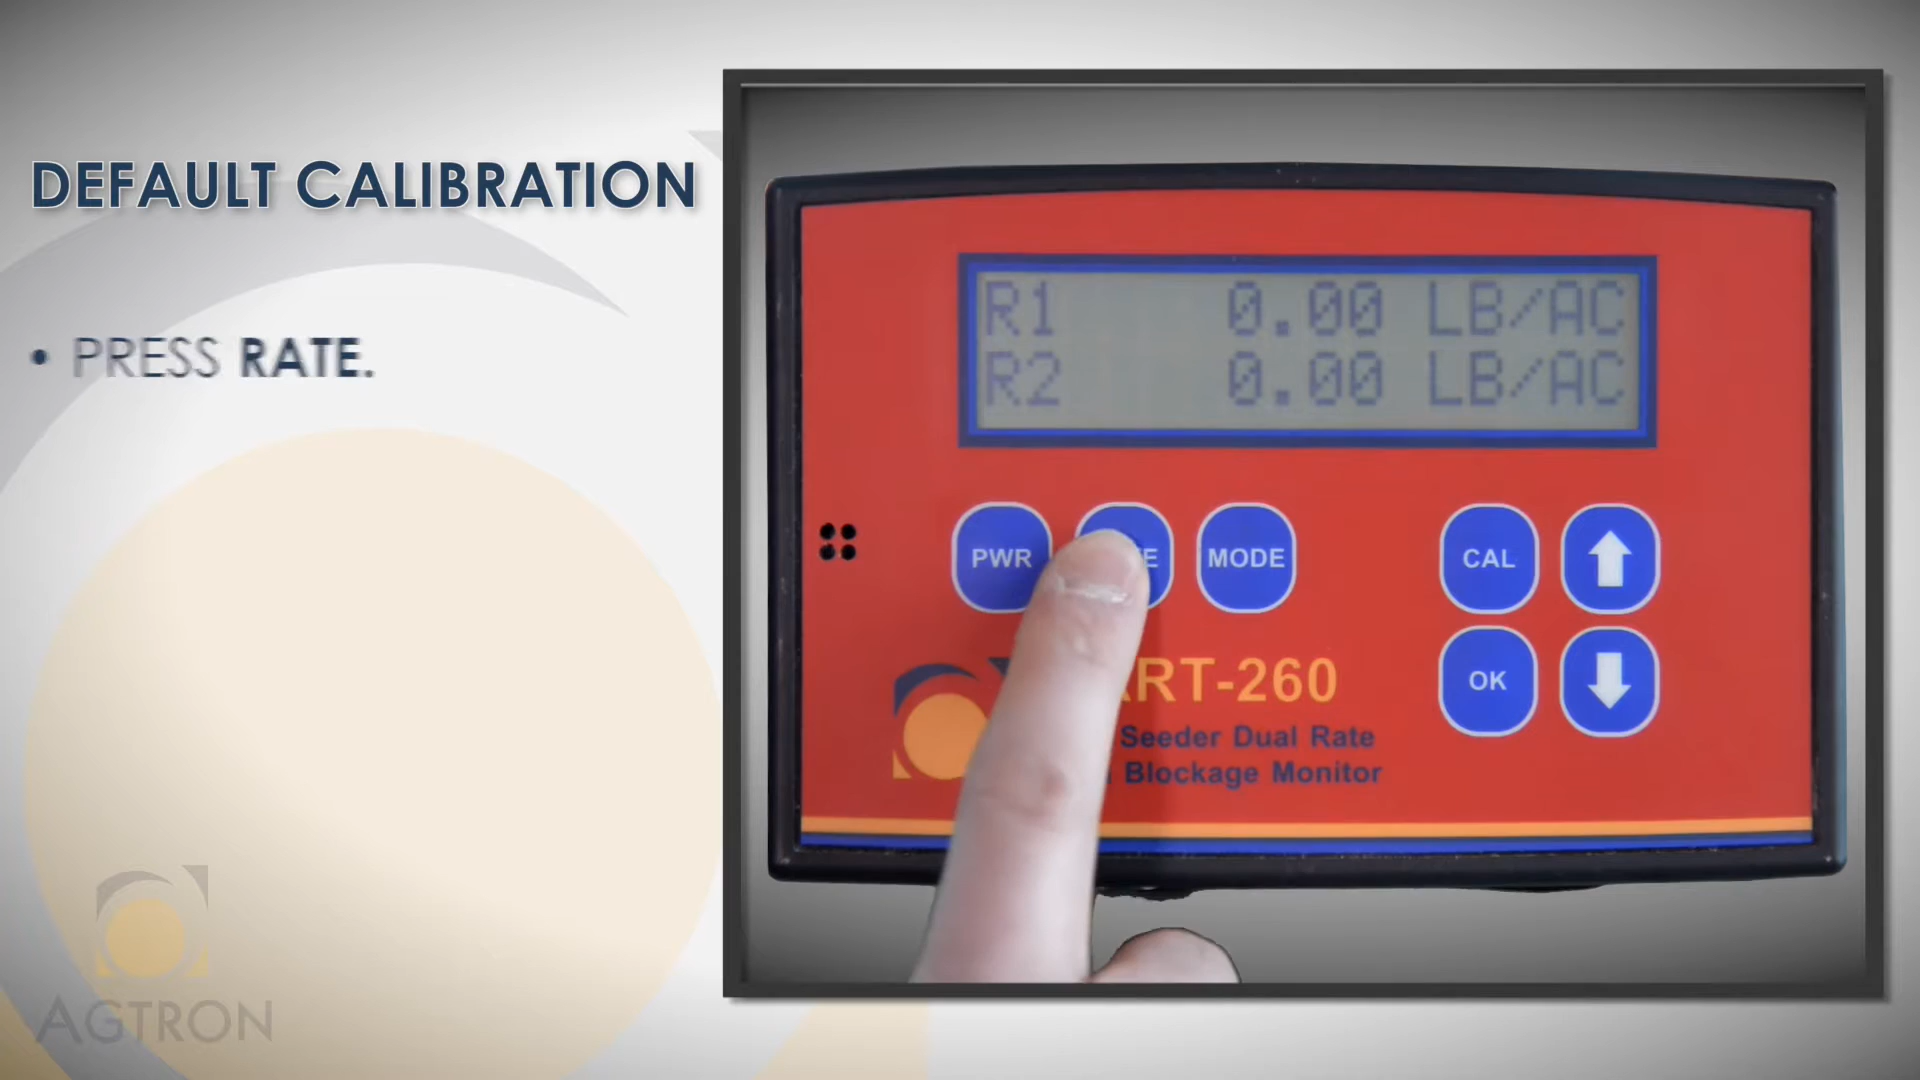 DEFAULT CALIBRATION
• PRESS RATE.
R1 0.00 LB/AC
R2 0.00 LB/AC
PWR
MODE
CAL
OK
RT-260
Seeder Dual Rate
Blockage Monitor
AGTRON